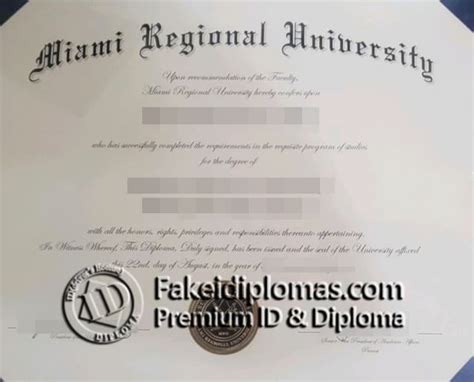 Miami Regional University
Upon recommendation of the Faculty,
Miami Regional University hereby confers upon
who has successfully completed the requirements in the requisite program of studies
for the degree of
with all the honors, rights, privileges and responsibilities thereunto appertaining.
In Witness Whereof, This Diploma, Duly signed, has been issued and the seal of the University affixed
this 22nd, day of August, in the year of
Fakeidiplomas.com
Premium ID & Diploma
ID
DIPLOMA